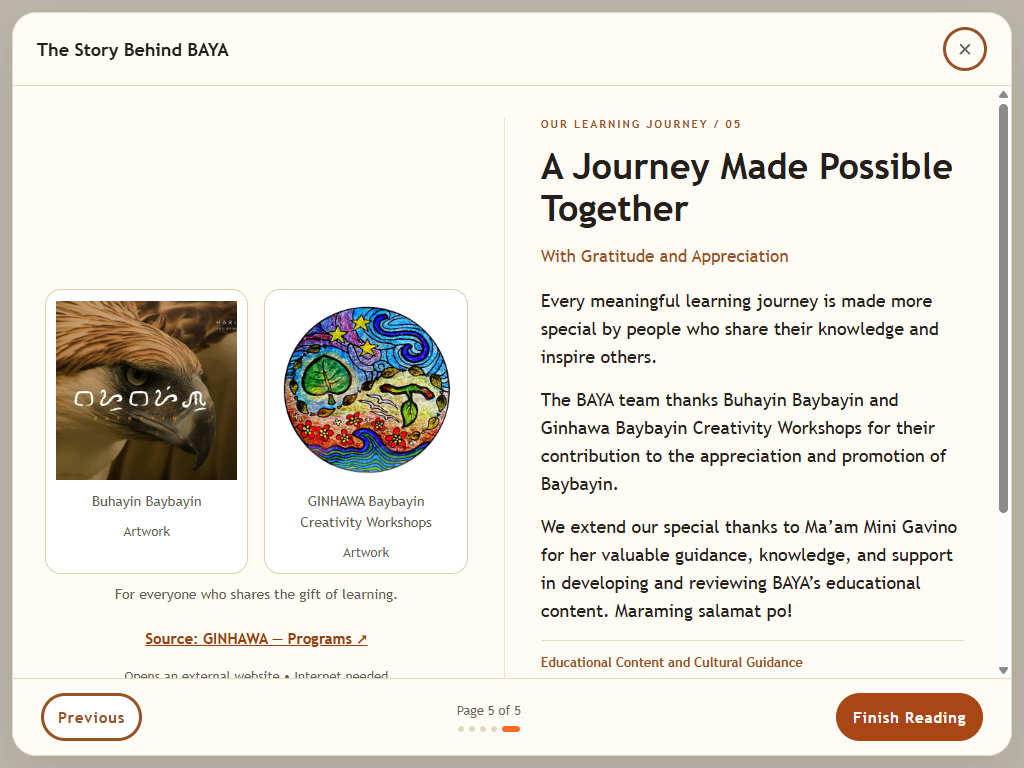 The Story Behind BAYA
OUR LEARNING JOURNEY / 05
A Journey Made Possible
Together
With Gratitude and Appreciation
Every meaningful learning journey is made more
special by people who share their knowledge and
inspire others.
The BAYA team thanks Buhayin Baybayin and
Ginhawa Baybayin Creativity Workshops for their
contribution to the appreciation and promotion of
Baybayin.
We extend our special thanks to Ma’am Mini Gavino
for her valuable guidance, knowledge, and support
in developing and reviewing BAYA’s educational
content. Maraming salamat po!
Educational Content and Cultural Guidance
Buhayin Baybayin
Artwork
GINHAWA Baybayin
Creativity Workshops
Artwork
For everyone who shares the gift of learning.
Source: GINHAWA — Programs ↗
Opens an external website • Internet needed
Previous
Page 5 of 5
Finish Reading